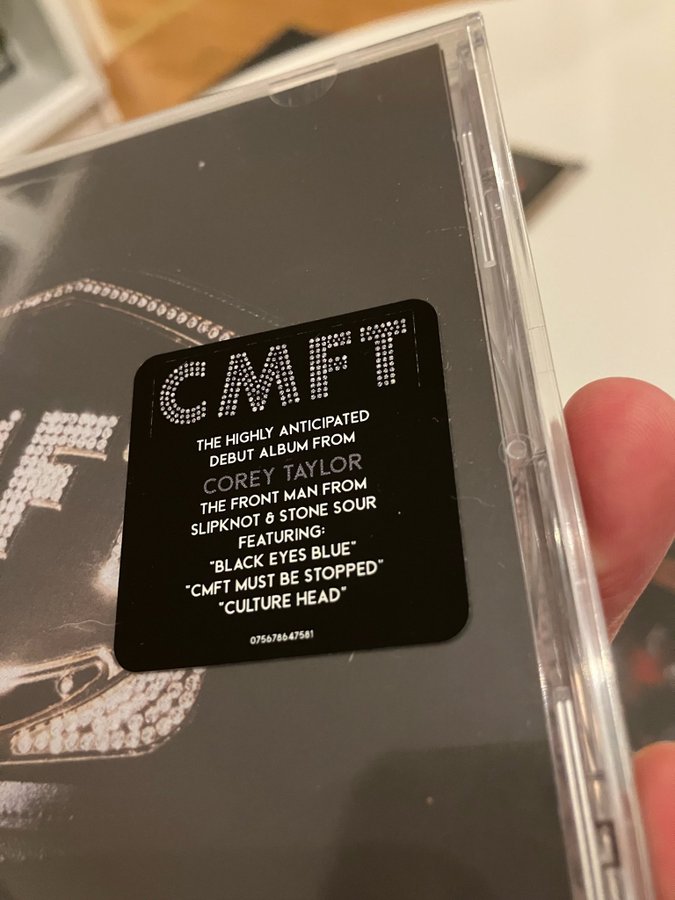 CMFT
THE HIGHLY ANTICIPATED
DEBUT ALBUM FROM
COREY TAYLOR
THE FRONT MAN FROM
SLIPKNOT & STONE SOUR
FEATURING:
"BLACK EYES BLUE"
"CMFT MUST BE STOPPED"
"CULTURE HEAD"
075678647581